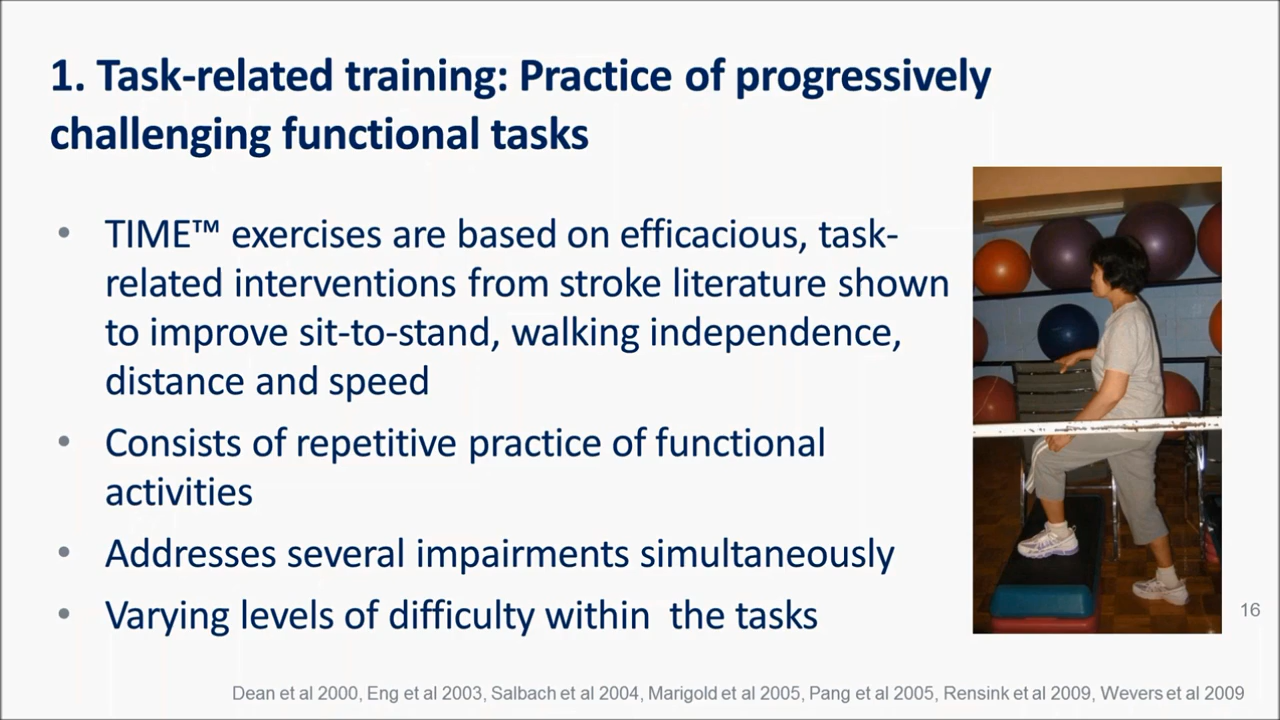 1. Task-related training: Practice of progressively
challenging functional tasks
• TIME™ exercises are based on efficacious, task-
related interventions from stroke literature shown
to improve sit-to-stand, walking independence,
distance and speed
• Consists of repetitive practice of functional
activities
• Addresses several impairments simultaneously
• Varying levels of difficulty within  the tasks
16
Dean et al 2000, Eng et al 2003, Salbach et al 2004, Marigold et al 2005, Pang et al 2005, Rensink et al 2009, Wevers et al 2009